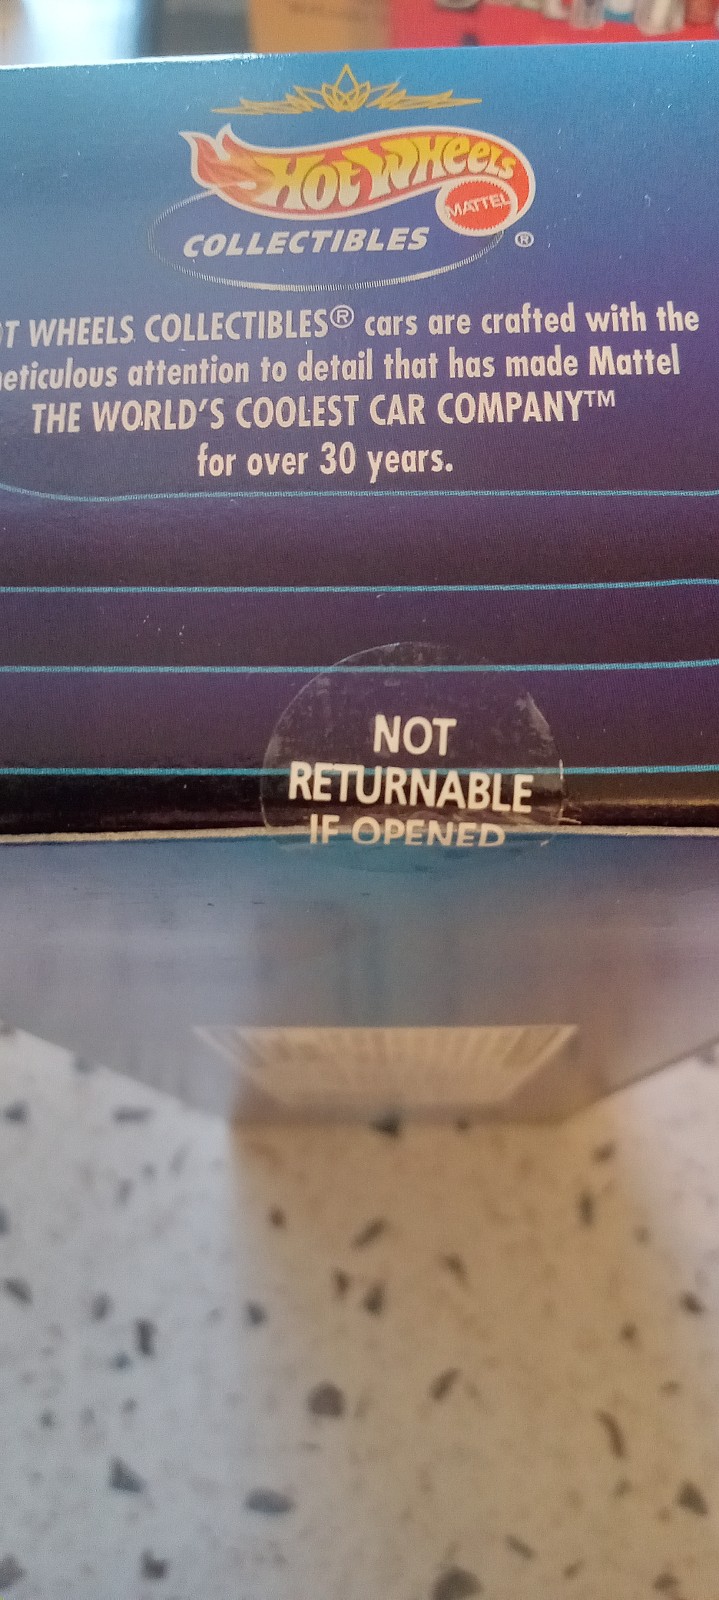 HOT WHEELS
MATTEL
COLLECTIBLES ®
WHEELS COLLECTIBLES® cars are crafted with the
attention to detail that has made Mattel
THE WORLD'S COOLEST CAR COMPANY™
for over 30 years.
NOT
RETURNABLE
IF OPENED